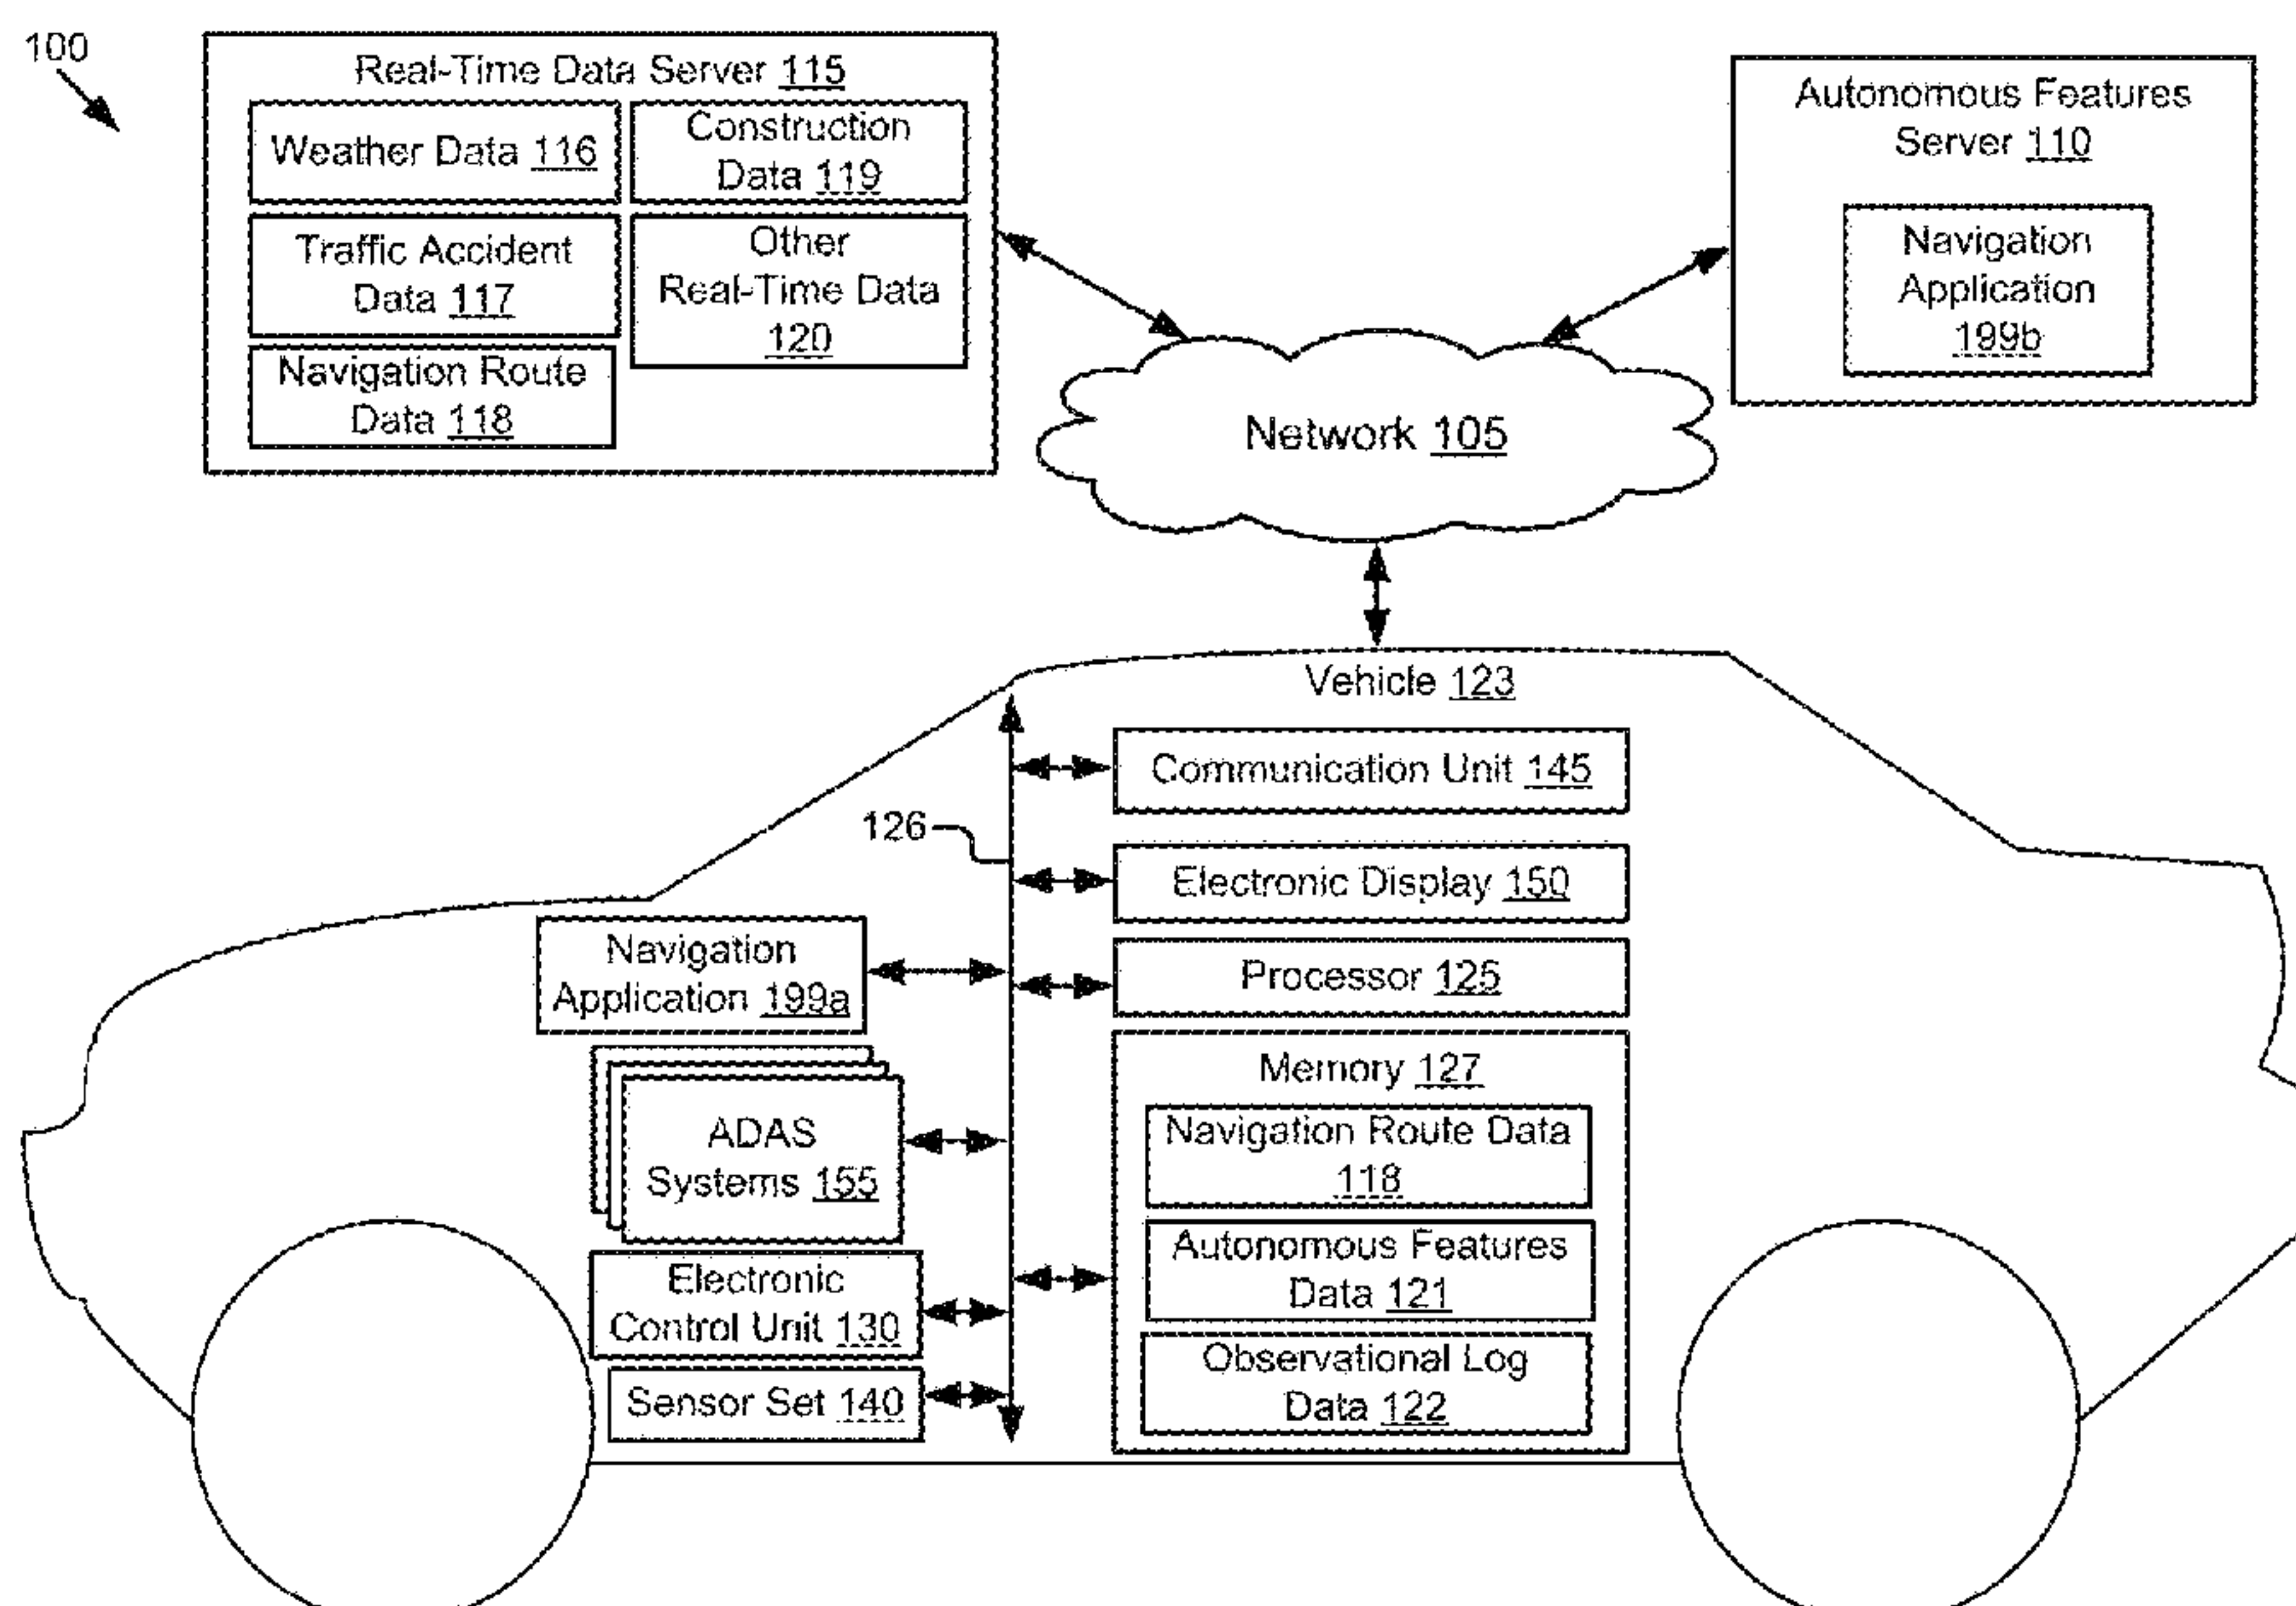 100
Real-Time Data Server 115
Weather Data 116
Construction
Data 119
Traffic Accident
Data 117
Other
Real-Time Data
120
Navigation Route
Data 118
Autonomous Features
Server 110
Navigation
Application
199b
Network 105
Vehicle 123
Communication Unit 145
126
Electronic Display 150
Navigation
Application 199a
Processor 125
ADAS
Systems 155
Electronic
Control Unit 130
Sensor Set 140
Memory 127
Navigation Route Data
118
Autonomous Features
Data 121
Observational Log
Data 122